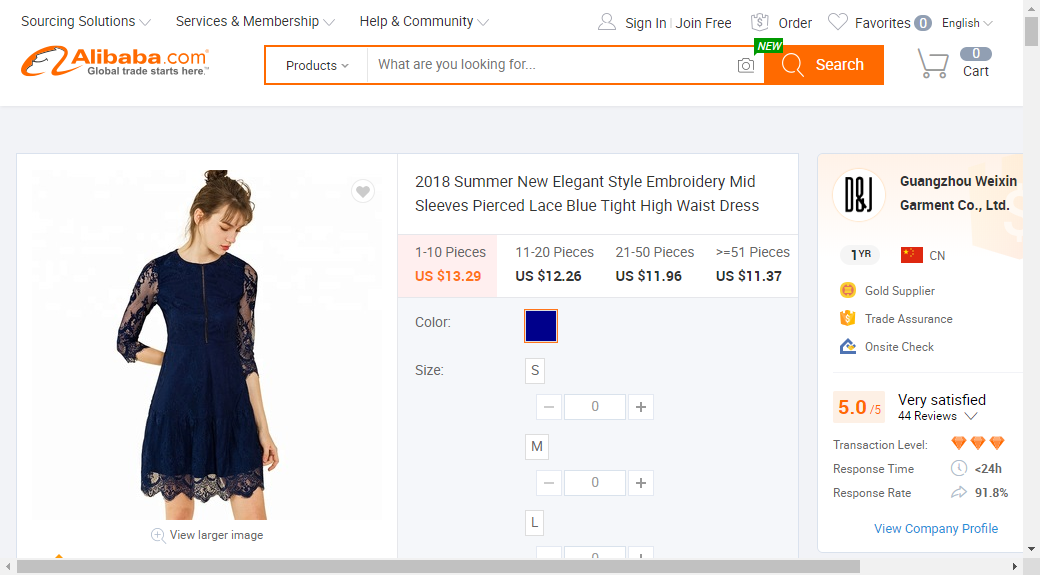 Sourcing Solutions
Services & Membership
Help & Community
Sign In | Join Free
Order
Favorites 0
English
Alibaba.com
Global trade starts here.™
Products
What are you looking for...
NEW
Search
0
Cart
2018 Summer New Elegant Style Embroidery Mid
Sleeves Pierced Lace Blue Tight High Waist Dress
1-10 Pieces
US $13.29
11-20 Pieces
US $12.26
21-50 Pieces
US $11.96
>=51 Pieces
US $11.37
Color:
Size:
S
− 0 +
M
− 0 +
L
0
View larger image
D&J
Guangzhou Weixin
Garment Co., Ltd.
1 YR
CN
Gold Supplier
Trade Assurance
Onsite Check
5.0 /5
Very satisfied
44 Reviews
Transaction Level:
Response Time
<24h
Response Rate
91.8%
View Company Profile